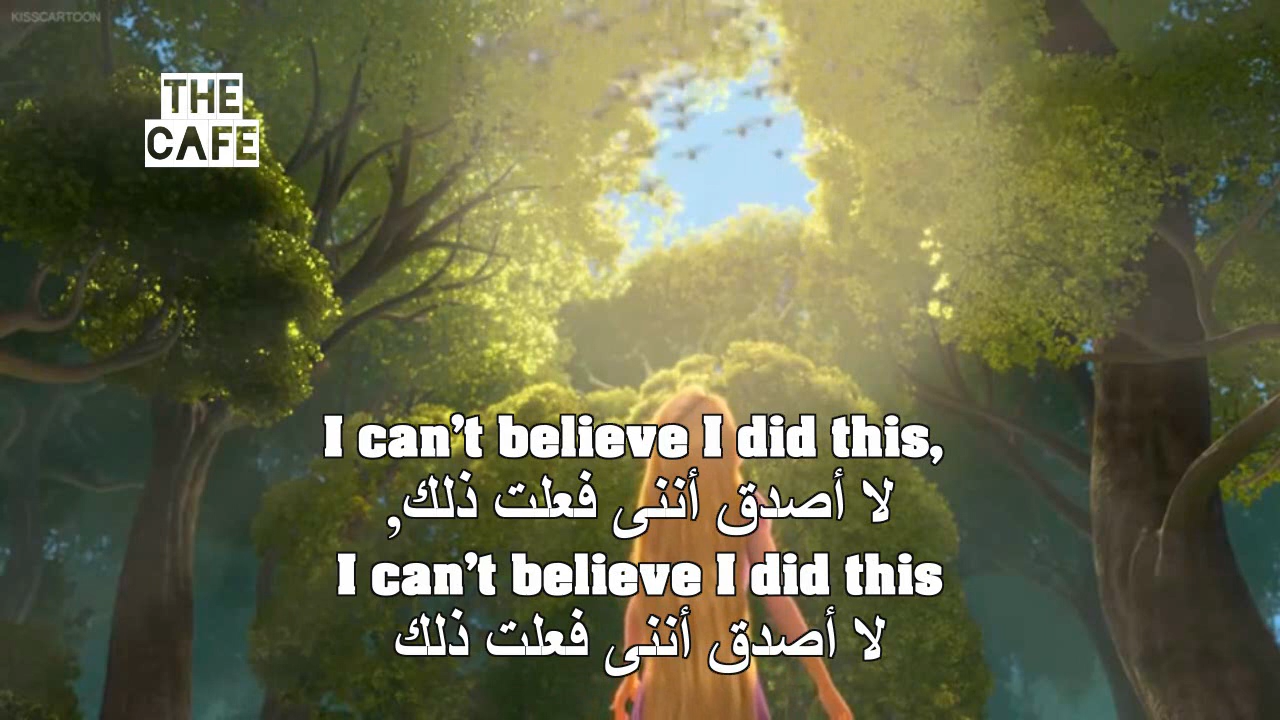 KISSCARTOON
THE
CAFE
I can't believe I did this,
لا أصدق أننى فعلت ذلك,
I can't believe I did this
لا أصدق أننى فعلت ذلك